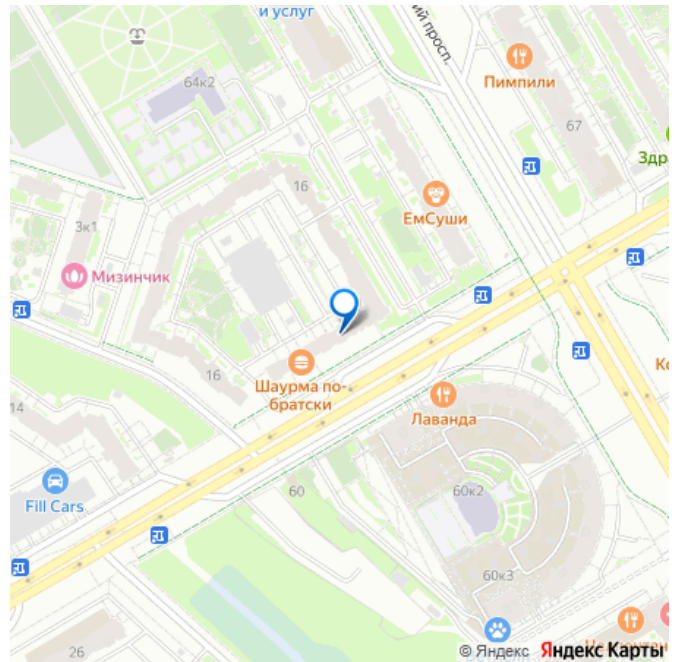 и услуг
ий просп.
Пимпили
64к2
67
Здр
16
ЕмСуши
3к1
Мизинчик
16
Шаурма по-
братски
Ко
14
Лаванда
Fill Cars
60
60к2
60к3
26
© Яндекс Яндекс Карты